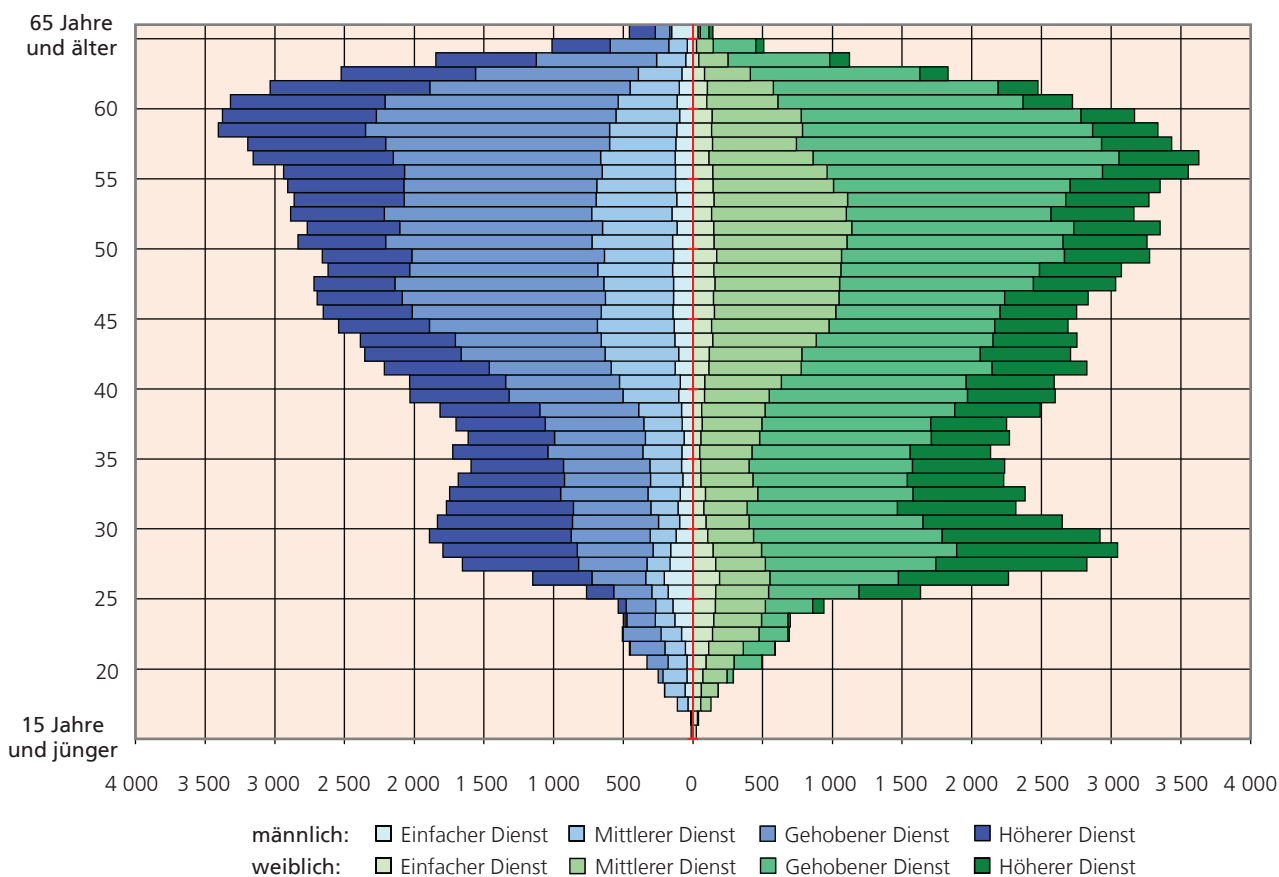 65 Jahre
und älter
60
55
50
45
40
35
30
25
20
15 Jahre
und jünger
4 000 3 500 3 000 2 500 2 000 1 500 1 000 500 0 500 1 000 1 500 2 000 2 500 3 000 3 500 4 000
männlich: Einfacher Dienst Mittlerer Dienst Gehobener Dienst Höherer Dienst
weiblich: Einfacher Dienst Mittlerer Dienst Gehobener Dienst Höherer Dienst